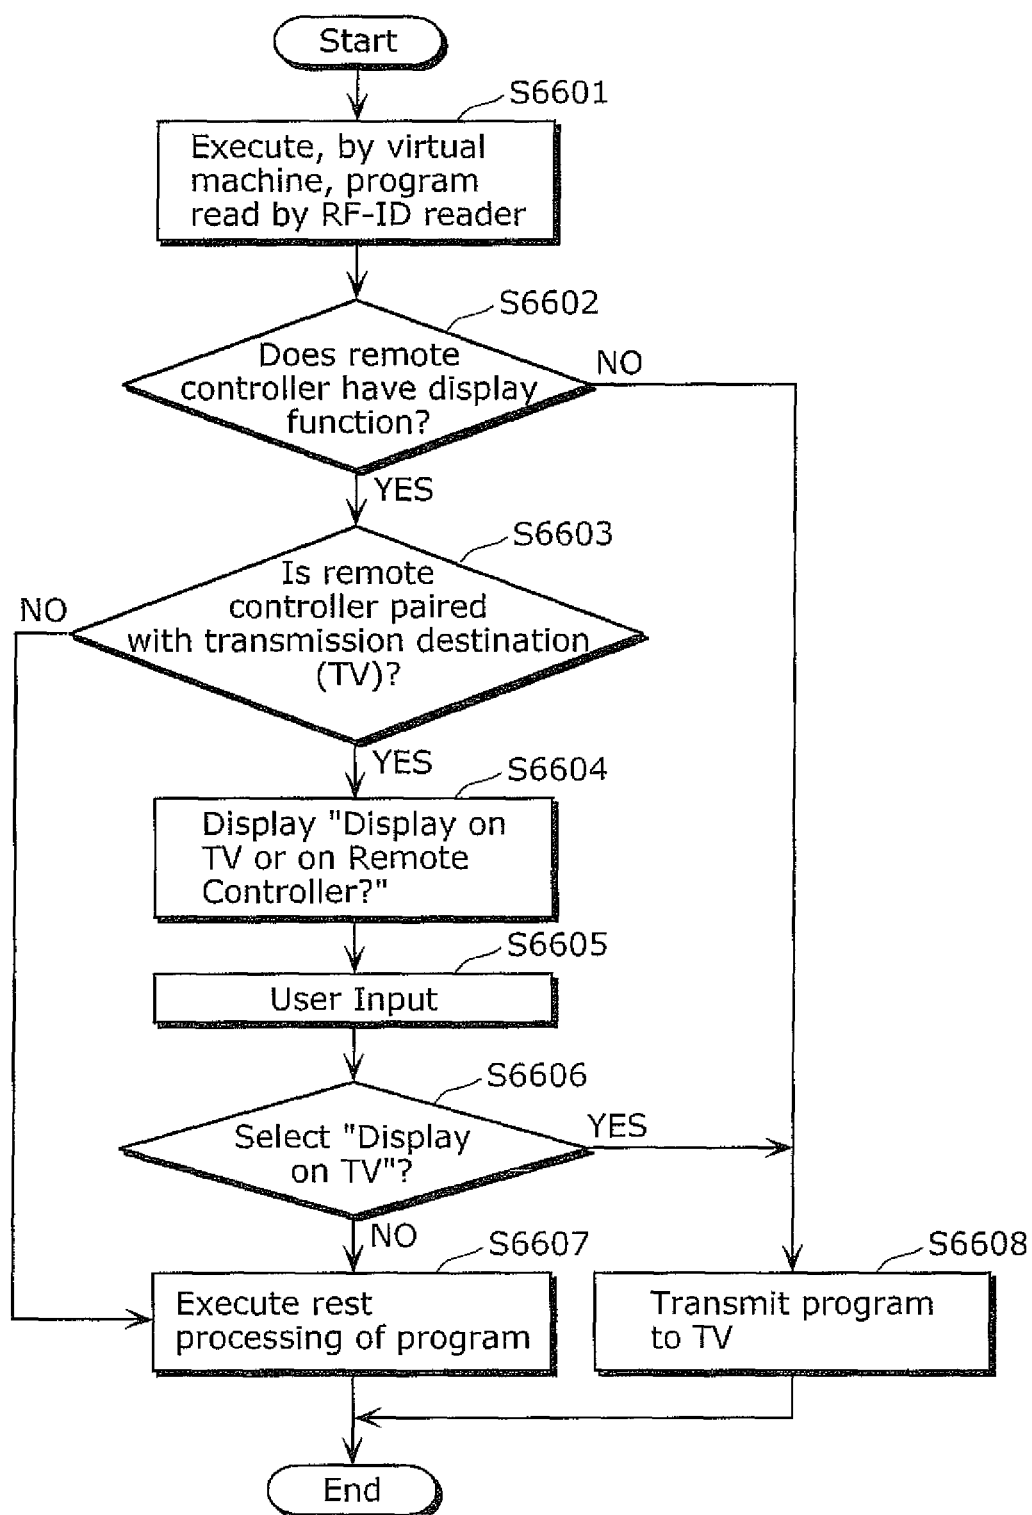 Start
S6601
Execute, by virtual
machine, program
read by RF-ID reader
S6602
Does remote
controller have display
function?
NO
YES
S6603
Is remote
controller paired
with transmission destination
(TV)?
NO
YES
S6604
Display "Display on
TV or on Remote
Controller?"
S6605
User Input
S6606
Select "Display
on TV"?
YES
NO
S6607
Execute rest
processing of program
S6608
Transmit program
to TV
End